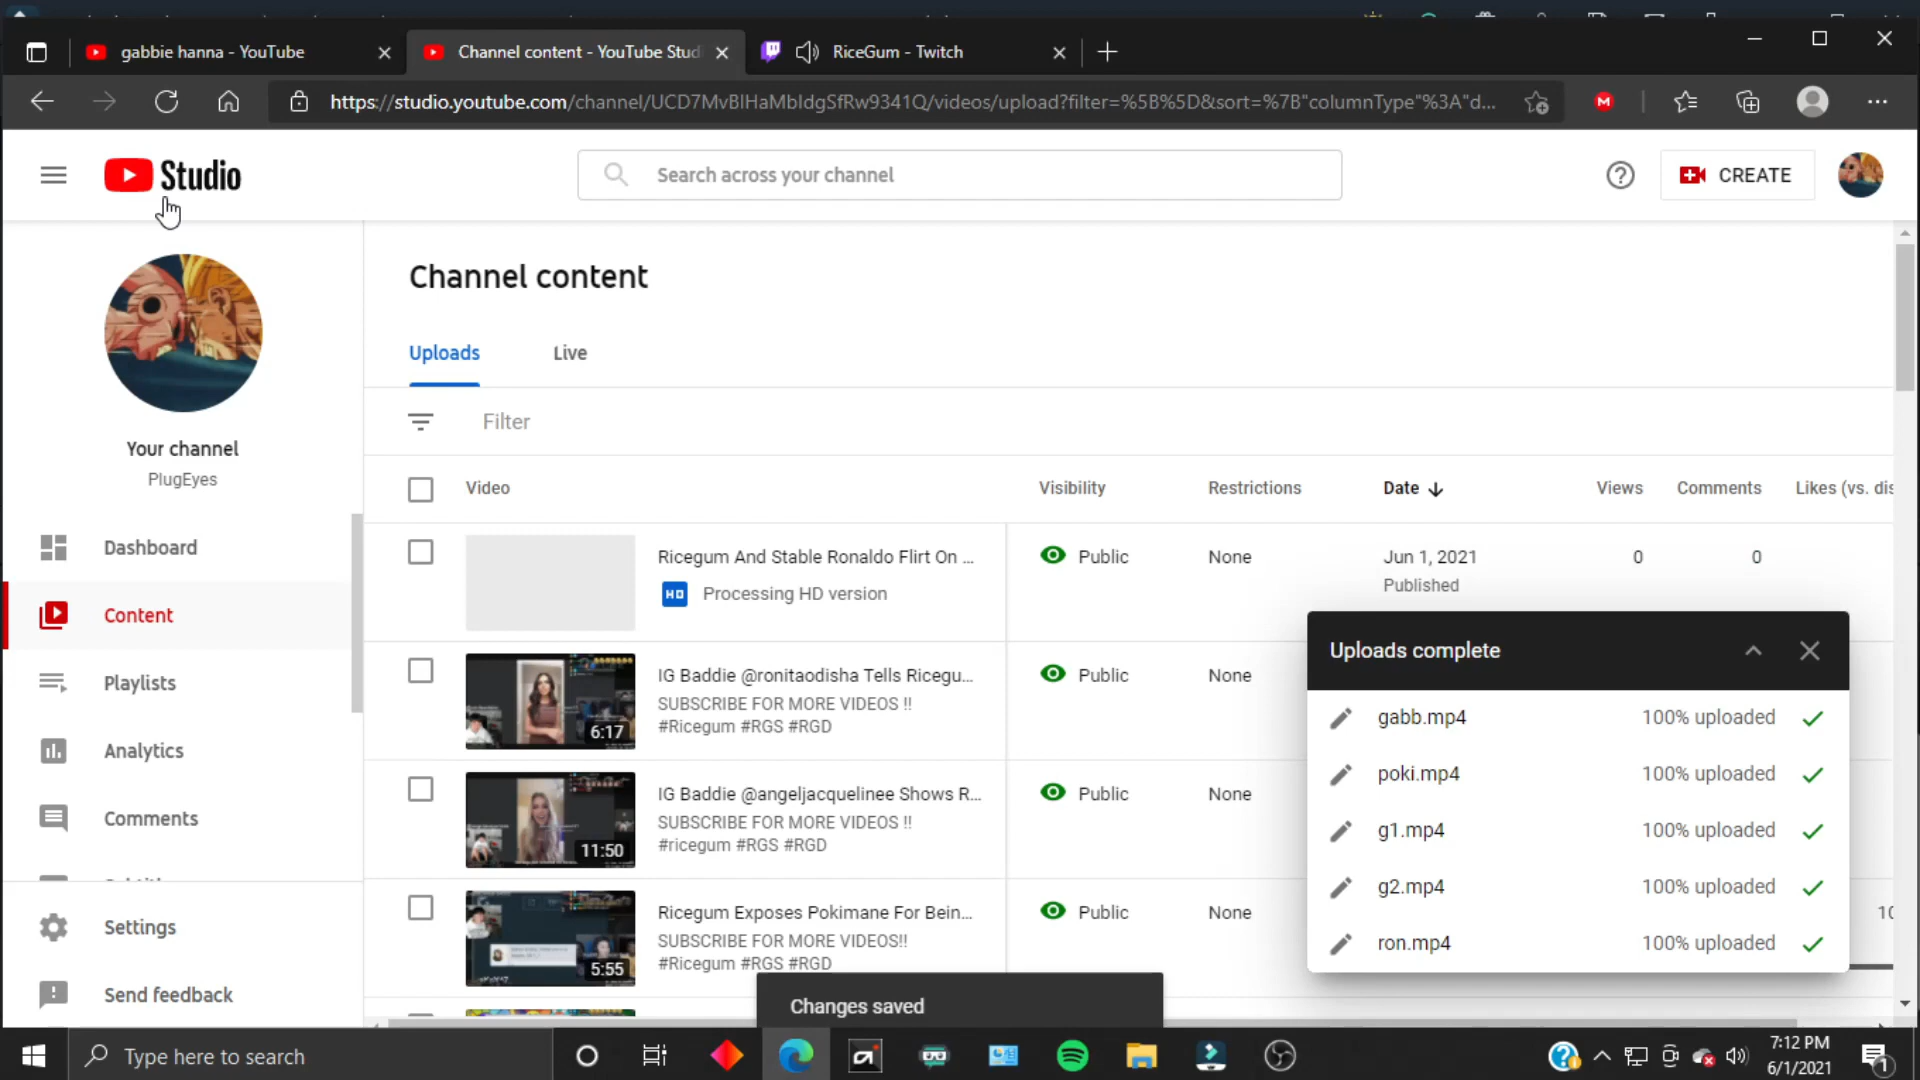 gabbie hanna - YouTube
Channel content - YouTube Stud
RiceGum - Twitch
https://studio.youtube.com/channel/UCD7MvBlHaMbIdgSfRw9341Q/videos/upload?filter=%5B%5D&sort=%7B"columnType"%3A"d...
Studio
Search across your channel
CREATE
Your channel
PlugEyes
Dashboard
Content
Playlists
Analytics
Comments
Settings
Send feedback
Channel content
Uploads
Live
Filter
Video
Visibility
Restrictions
Date
Views
Comments
Likes (vs. dis
Ricegum And Stable Ronaldo Flirt On ...
HD
Processing HD version
Public
None
Jun 1, 2021
Published
0
0
6:17
IG Baddie @ronitaodisha Tells Ricegu...
SUBSCRIBE FOR MORE VIDEOS !!
#Ricegum #RGS #RGD
Public
None
11:50
IG Baddie @angeljacquelinee Shows R...
SUBSCRIBE FOR MORE VIDEOS !!
#ricegum #RGS #RGD
Public
None
5:55
Ricegum Exposes Pokimane For Bein...
SUBSCRIBE FOR MORE VIDEOS!!
#Ricegum #RGS #RGD
Public
None
Uploads complete
gabb.mp4
100% uploaded
poki.mp4
100% uploaded
g1.mp4
100% uploaded
g2.mp4
100% uploaded
ron.mp4
100% uploaded
Changes saved
Type here to search
7:12 PM
6/1/2021
1